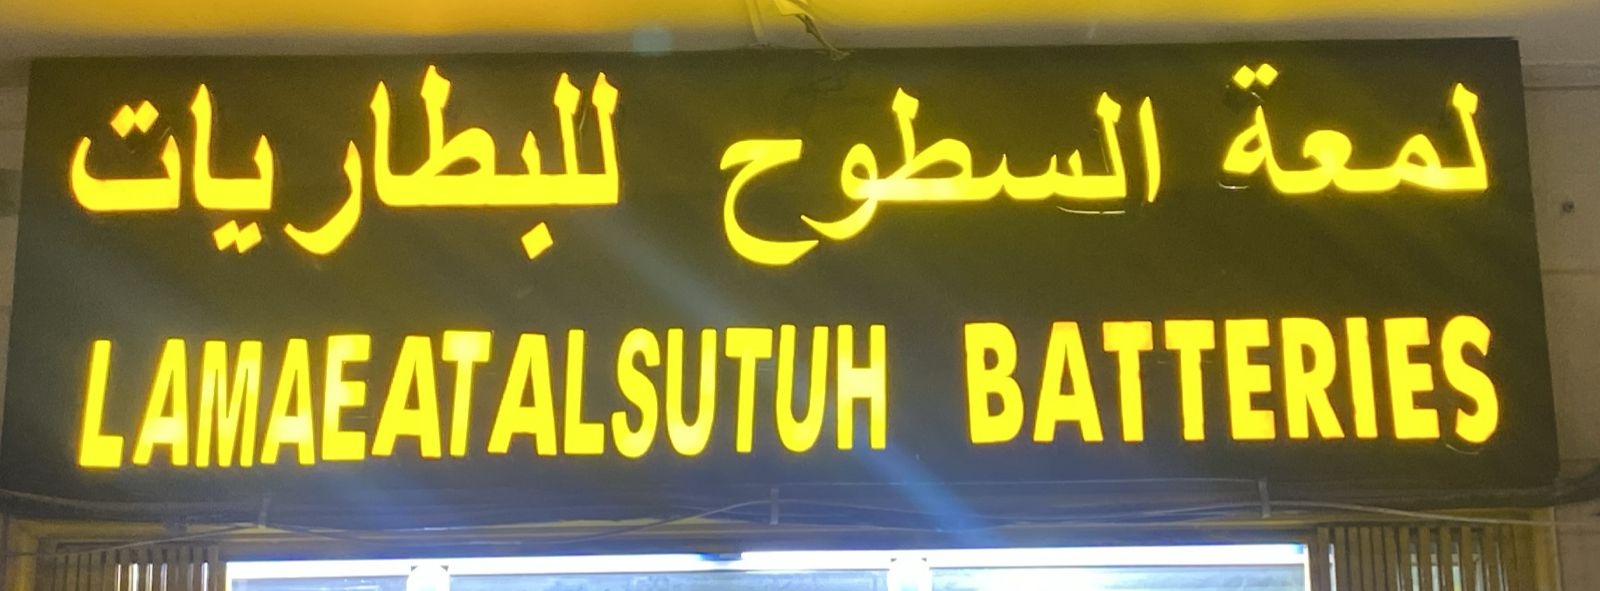 لمعة السطوح للبطاريات
LAMAEATALSUTUH BATTERIES